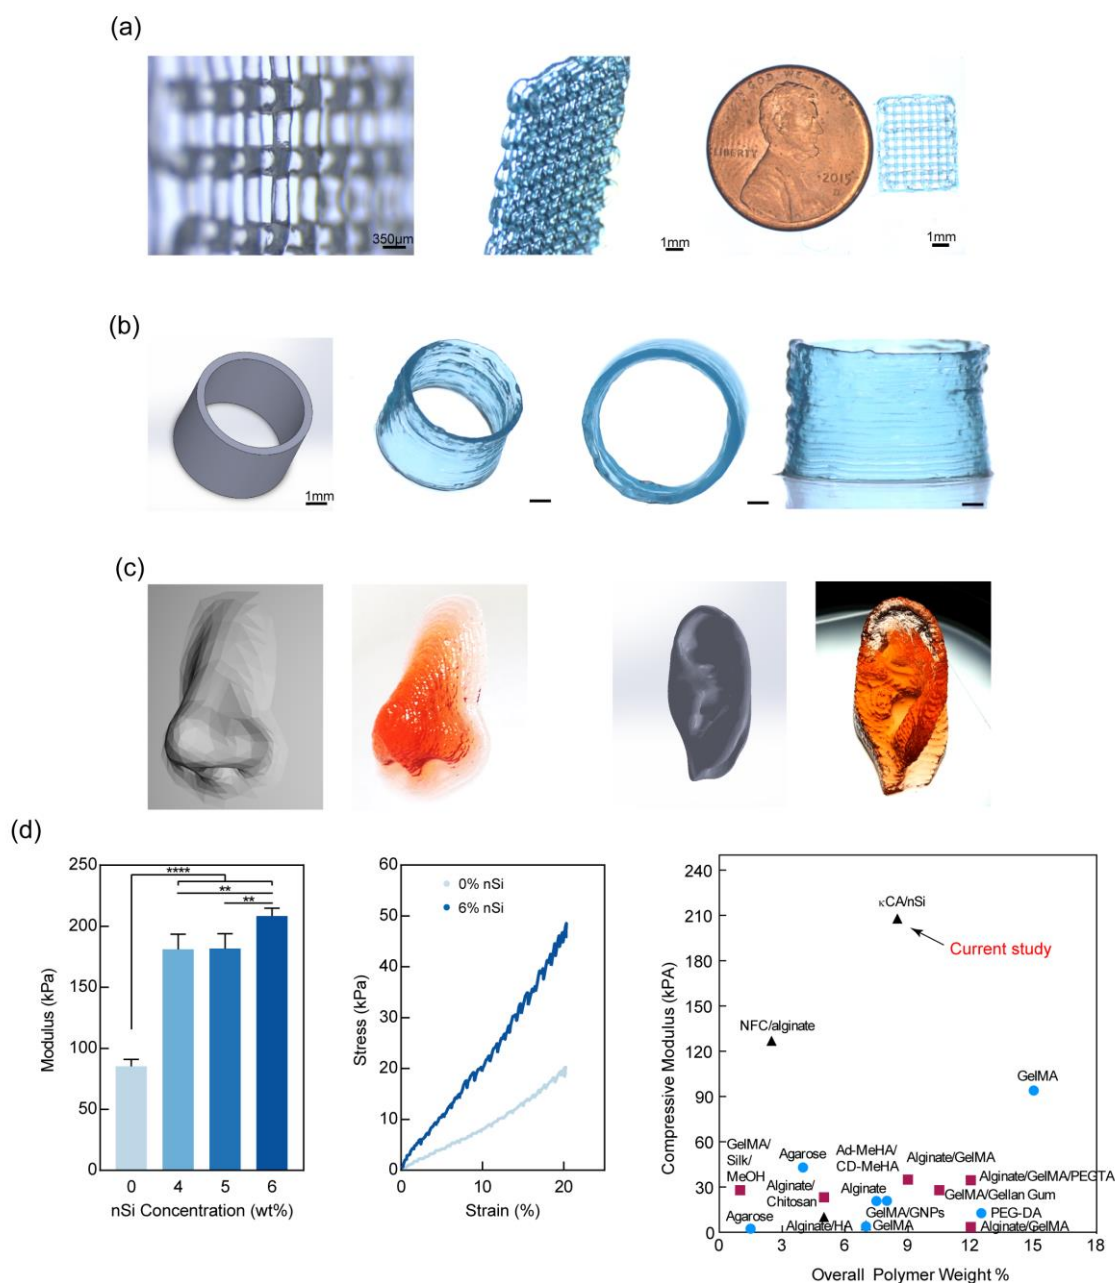 (a)
IN GOD WE TRUST
LIBERTY
2015
D
350μm
1mm
1mm
(b)
1mm
(c)
(d)
250
200
150
100
50
0
Modulus (kPa)
****
**
**
0 4 5 6
nSi Concentration (wt%)
60
50
40
30
20
10
0
Stress (kPa)
0% nSi
6% nSi
0 10 20
Strain (%)
240
210
180
150
120
90
60
30
0
Compressive Modulus (kPA)
κCA/nSi
Current study
NFC/alginate
GelMA
GelMA/
Silk/
MeOH
Agarose
Ad-MeHA/
CD-MeHA
Alginate/GelMA
Alginate/GelMA/PEGTA
Alginate/
Chitosan
Alginate
GelMA/Gellan Gum
Agarose
Alginate/HA
GelMA/GNPs
GelMA
PEG-DA
Alginate/GelMA
0 3 6 9 12 15 18
Overall Polymer Weight %